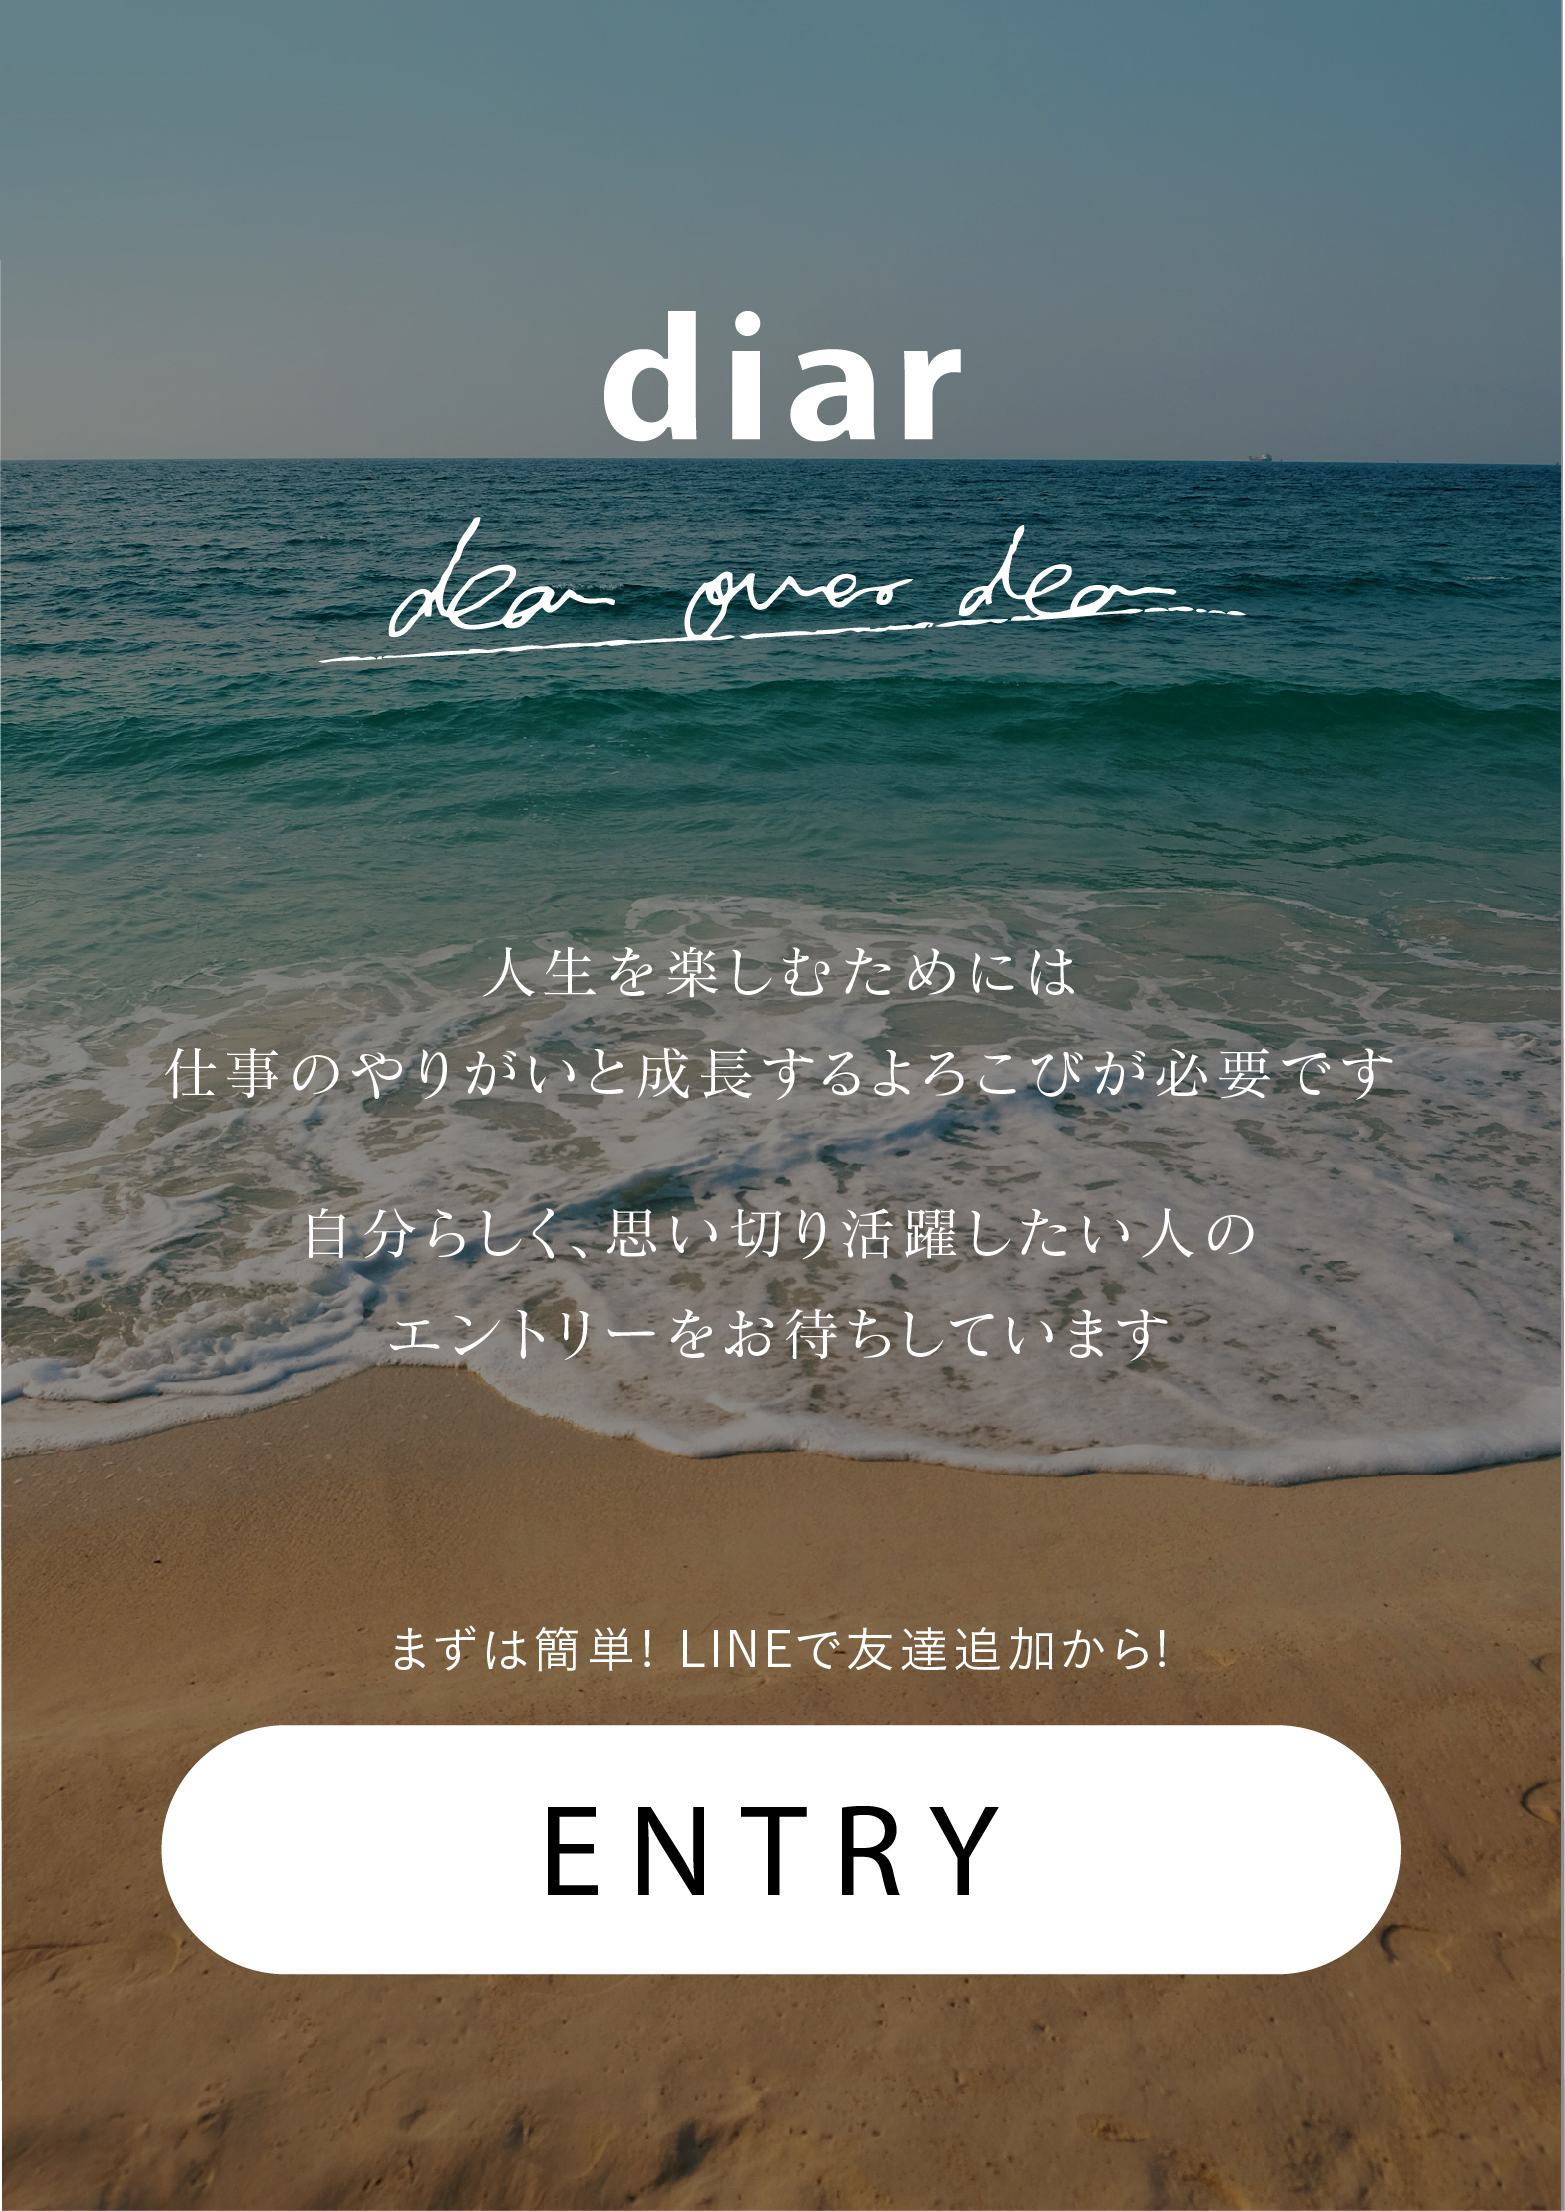 diar
dear over dear
人生を楽しむためには
仕事のやりがいと成長するよろこびが必要です
自分らしく、思い切り活躍したい人の
エントリーをお待ちしています
まずは簡単! LINEで友達追加から!
ENTRY